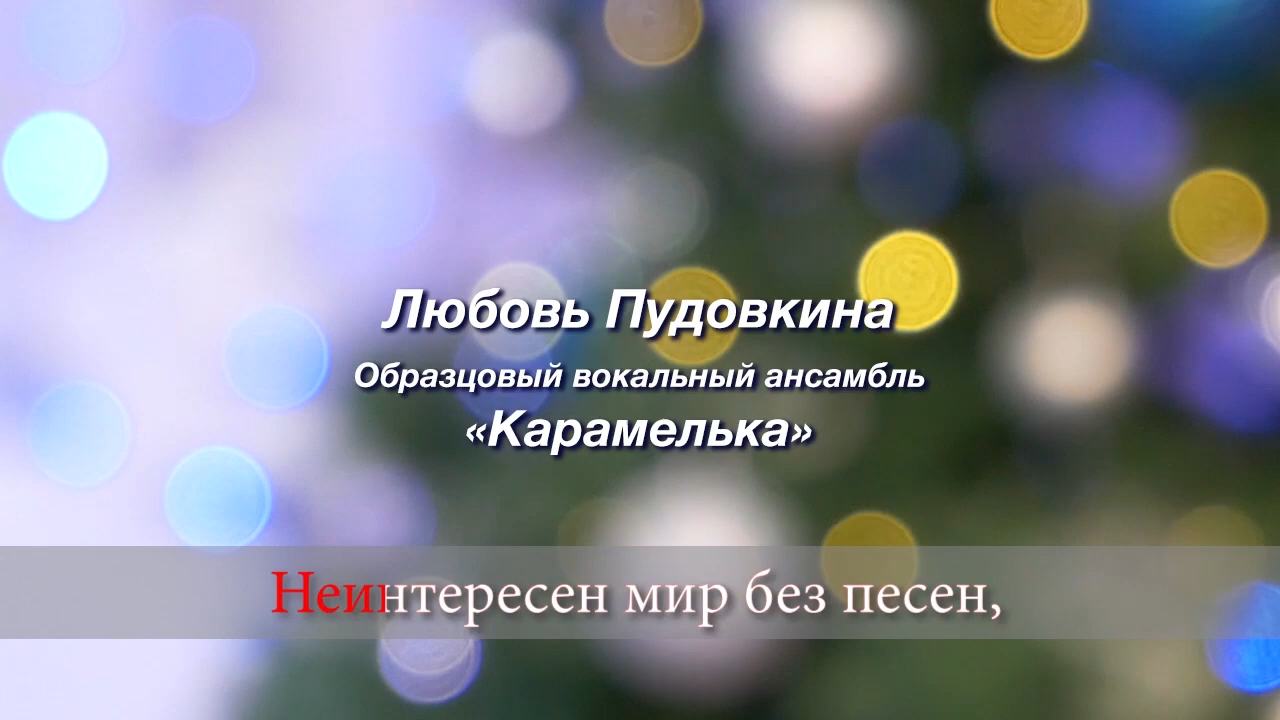 Любовь Пудовкина
Образцовый вокальный ансамбль
«Карамелька»
Неинтересен мир без песен,